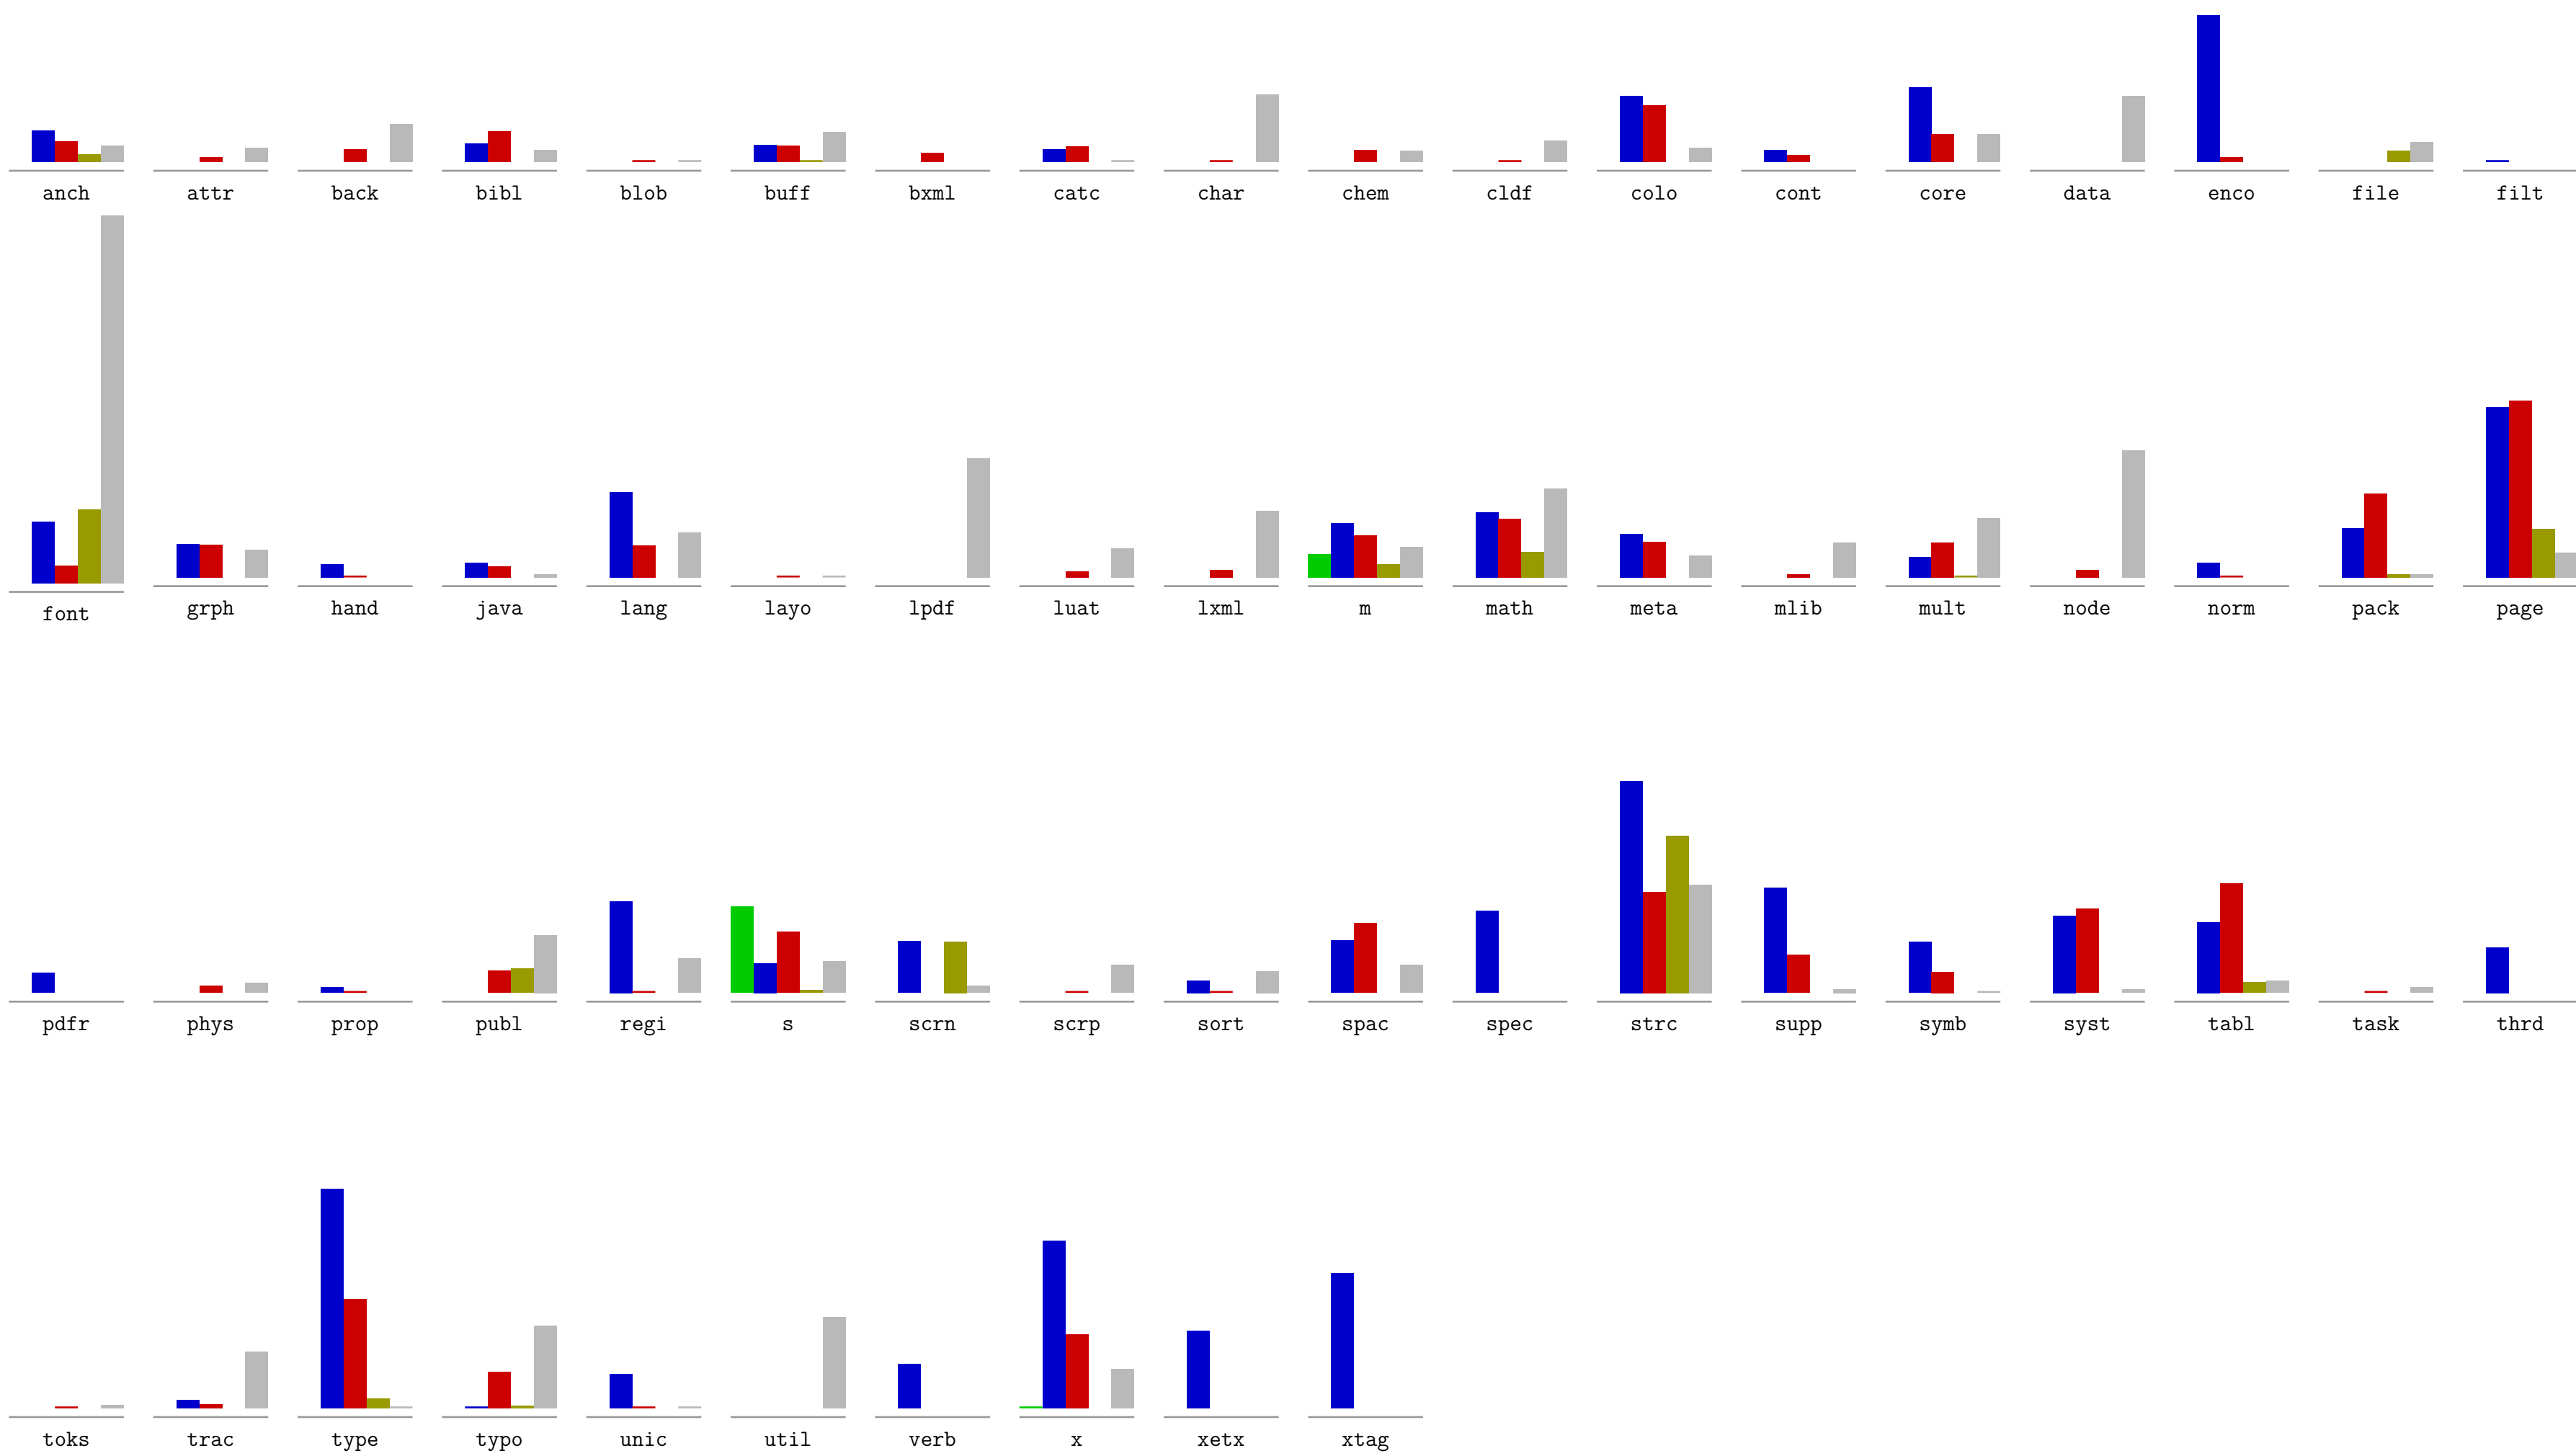 anch attr back bibl blob buff bxml catc char chem cldf colo cont core data enco file filt
font grph hand java lang layo lpdf luat lxml m math meta mlib mult node norm pack page
pdfr phys prop publ regi s scrn scrp sort spac spec strc supp symb syst tabl task thrd
toks trac type typo unic util verb x xetx xtag